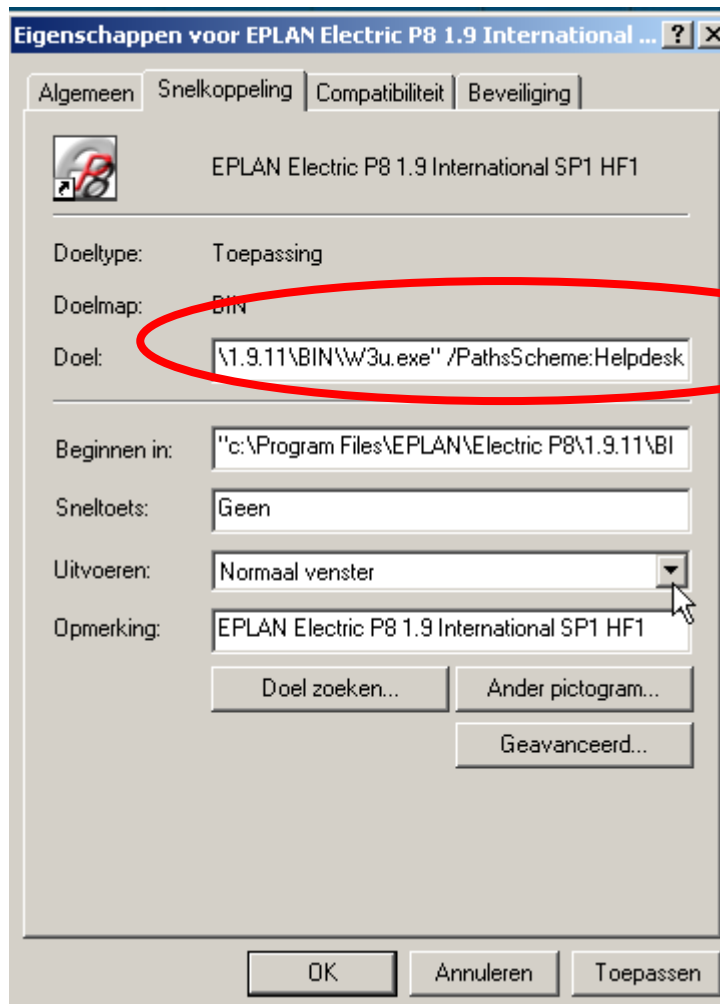 Eigenschappen voor EPLAN Electric P8 1.9 International ...
Algemeen Snelkoppeling Compatibiliteit Beveiliging
EPLAN Electric P8 1.9 International SP1 HF1
Doeltype: Toepassing
Doelmap: BIN
Doel: \1.9.11\BIN\W3u.exe" /PathsScheme:Helpdesk
Beginnen in: "c:\Program Files\EPLAN\Electric P8\1.9.11\BI
Sneltoets: Geen
Uitvoeren: Normaal venster
Opmerking: EPLAN Electric P8 1.9 International SP1 HF1
Doel zoeken... Ander pictogram...
Geavanceerd...
OK Annuleren Toepassen